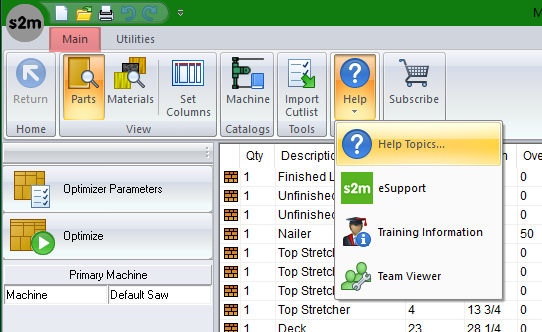 s2m M
Main Utilities
Return Parts Materials Set Columns Machine Import Cutlist Help Subscribe
Home View Catalogs Tools
Help Topics...
eSupport
Training Information
Team Viewer
Optimizer Parameters
Optimize
Primary Machine
Machine Default Saw
Qty Descriptio n Ove
1 Finished L 0
1 Unfinished 0
1 Unfinished 0
1 Nailer 50
1 Top Stretch 0
1 Top Stretch 0
1 Top Stretch 0
1 Top Stretcher 4 13 3/4 0
1 Deck 23 28 1/4 0